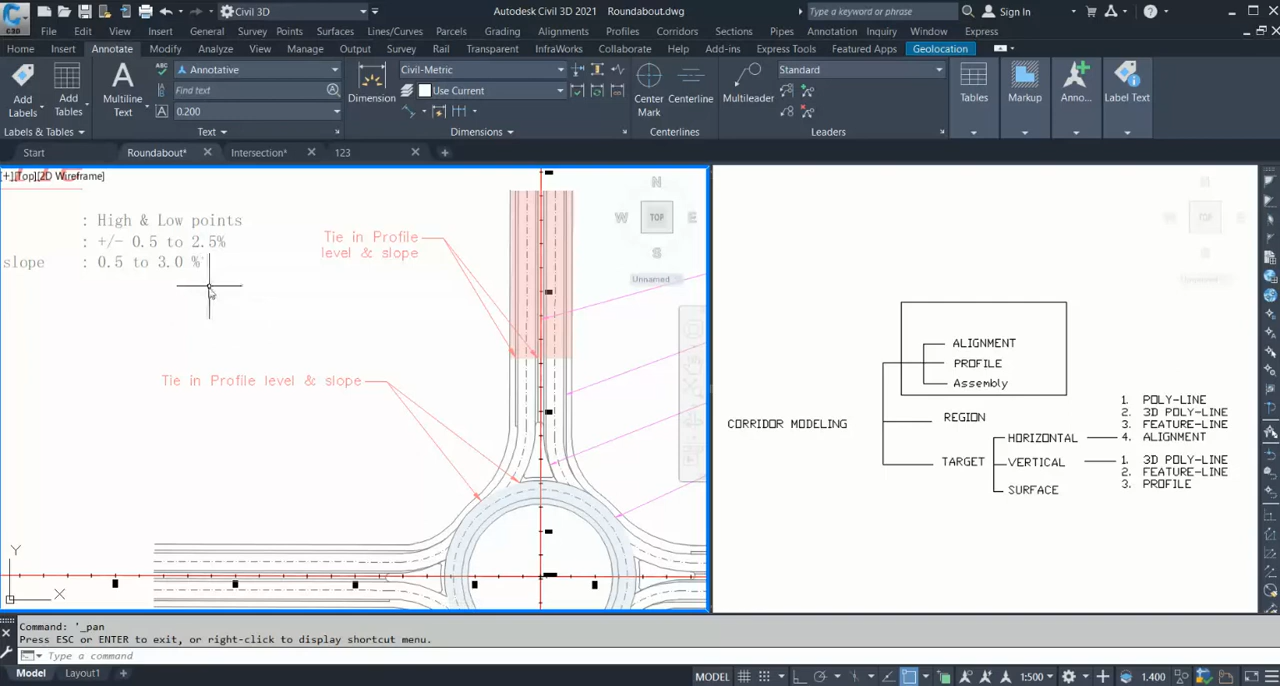 Civil 3D
Autodesk Civil 3D 2021 Roundabout.dwg
Type a keyword or phrase
Sign In
C3D
File Edit View Insert General Survey Points Surfaces Lines/Curves Parcels Grading Alignments Profiles Corridors Sections Pipes Annotation Inquiry Window Express
Home Insert Annotate Modify Analyze View Manage Output Survey Rail Transparent InfraWorks Collaborate Help Add-ins Express Tools Featured Apps Geolocation
Add Labels
Add Tables
Labels & Tables
Multiline Text
Annotative
Find text
0.200
Text
Dimension
Civil-Metric
Use Current
Dimensions
Center Mark
Centerline
Centerlines
Multileader
Standard
Leaders
Tables
Markup
Anno...
Label Text
Start Roundabout* Intersection* 123
[+][Top][2D Wireframe]
: High & Low points
: +/- 0.5 to 2.5%
slope : 0.5 to 3.0 %
Tie in Profile
level & slope
Tie in Profile level & slope
N
W TOP E
S
Unnamed
Y
X
N
W TOP E
S
Unnamed
CORRIDOR MODELING
ALIGNMENT
PROFILE
Assembly
REGION
TARGET
HORIZONTAL
VERTICAL
SURFACE
1. POLY-LINE
2. 3D POLY-LINE
3. FEATURE-LINE
4. ALIGNMENT
1. 3D POLY-LINE
2. FEATURE-LINE
3. PROFILE
Command: '_pan
Press ESC or ENTER to exit, or right-click to display shortcut menu.
Type a command
Model Layout1
MODEL 1:500 1.400